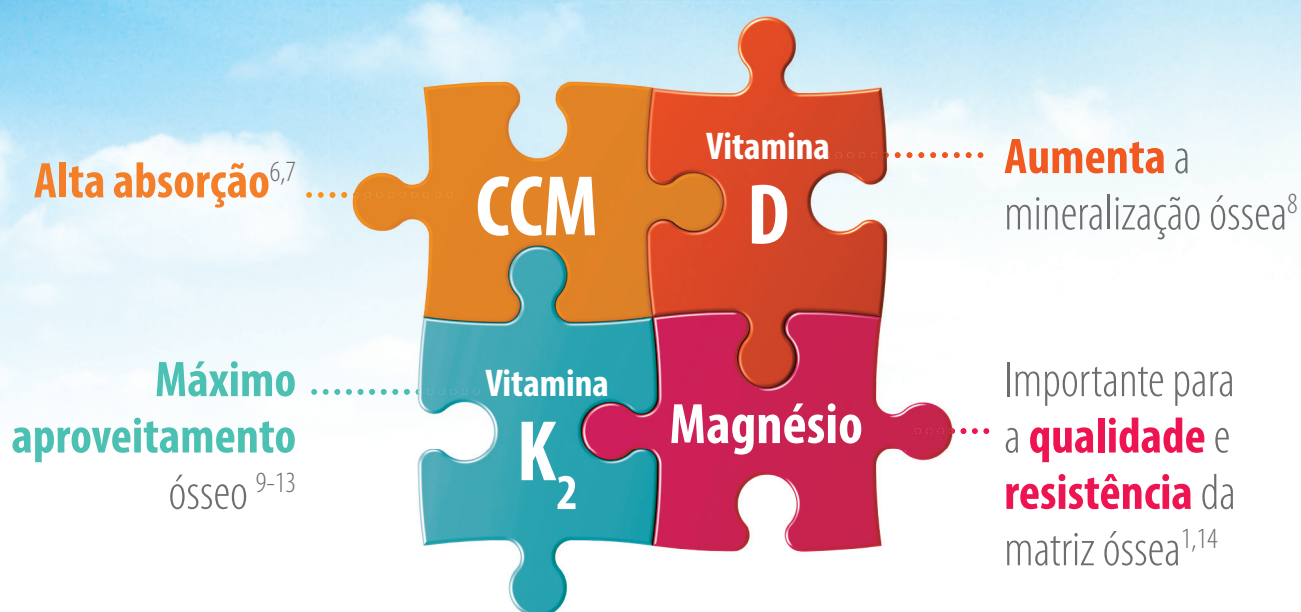 Alta absorção6,7
CCM
Vitamina
D
Aumenta a
mineralização óssea8
Máximo
aproveitamento
ósseo 9-13
Vitamina
K2
Magnésio
Importante para
a qualidade e
resistência da
matriz óssea1,14